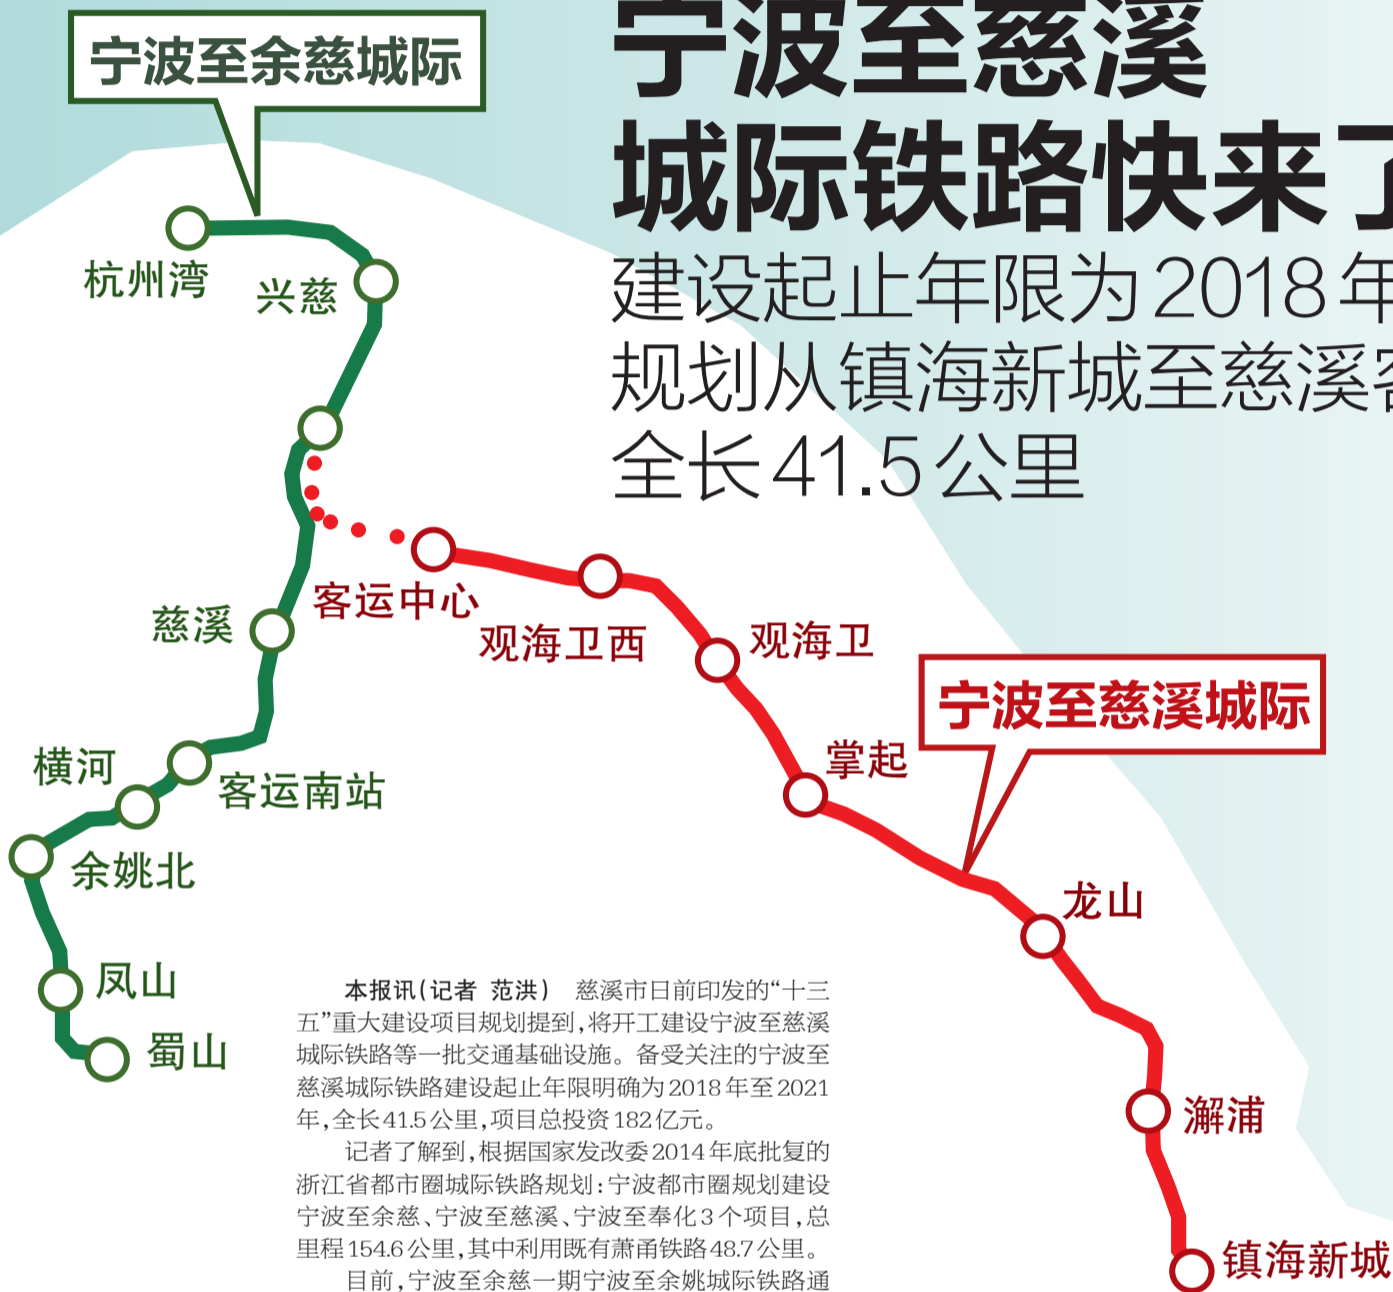 宁波至余慈城际
宁波至慈溪
城际铁路快来了
建设起止年限为2018年
规划从镇海新城至慈溪客
全长41.5公里
杭州湾
兴慈
慈溪
客运中心
观海卫西
观海卫
宁波至慈溪城际
掌起
横河
客运南站
余姚北
龙山
凤山
蜀山
澥浦
镇海新城
本报讯(记者 范洪) 慈溪市日前印发的“十三
五”重大建设项目规划提到,将开工建设宁波至慈溪
城际铁路等一批交通基础设施。备受关注的宁波至
慈溪城际铁路建设起止年限明确为2018年至2021
年,全长41.5公里,项目总投资182亿元。
记者了解到,根据国家发改委2014年底批复的
浙江省都市圈城际铁路规划:宁波都市圈规划建设
宁波至余慈、宁波至慈溪、宁波至奉化3个项目,总
里程154.6公里,其中利用既有萧甬铁路48.7公里。
目前,宁波至余慈一期宁波至余姚城际铁路通